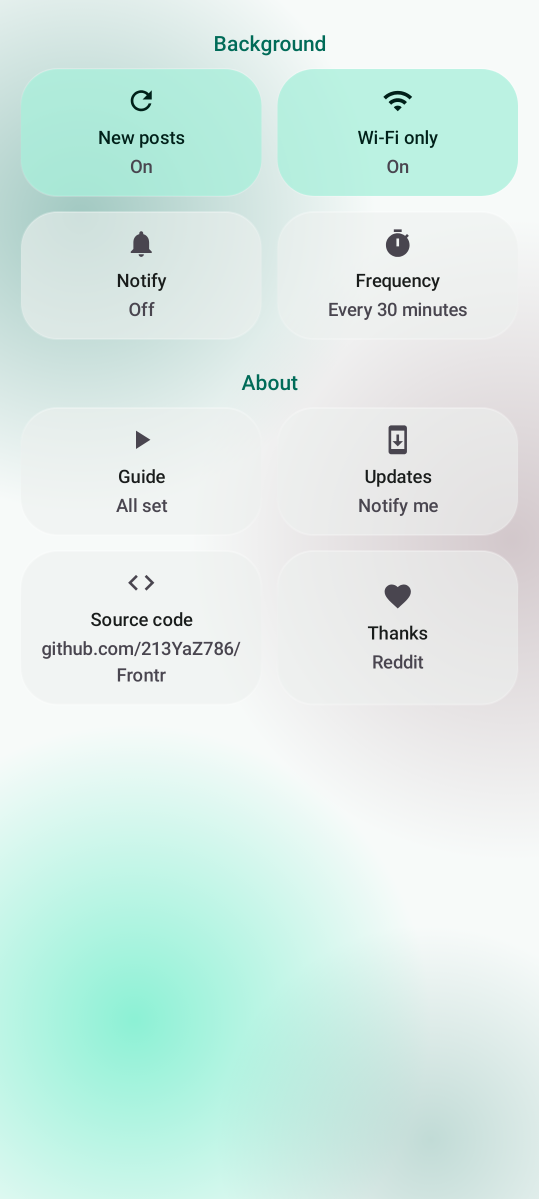 Background
New posts
On
Wi-Fi only
On
Notify
Off
Frequency
Every 30 minutes
About
Guide
All set
Updates
Notify me
Source code
github.com/213YaZ786/
Frontr
Thanks
Reddit